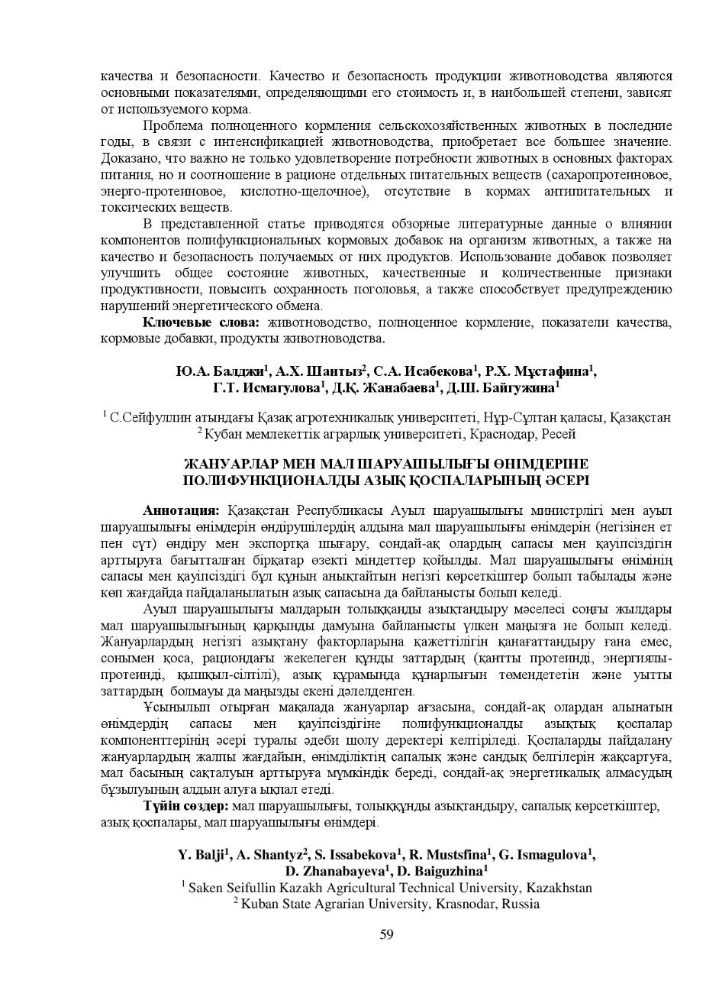 качества и безопасности. Качество и безопасность продукции животноводства являются
основными показателями, определяющими его стоимость и, в наибольшей степени, зависят
от используемого корма.
Проблема полноценного кормления сельскохозяйственных животных в последние
годы, в связи с интенсификацией животноводства, приобретает все большее значение.
Доказано, что важно не только удовлетворение потребности животных в основных факторах
питания, но и соотношение в рационе отдельных питательных веществ (сахаропротеиновое,
энерго-протеиновое, кислотно-щелочное), отсутствие в кормах антипитательных и
токсических веществ.
В представленной статье приводятся обзорные литературные данные о влиянии
компонентов полифункциональных кормовых добавок на организм животных, а также на
качество и безопасность получаемых от них продуктов. Использование добавок позволяет
улучшить общее состояние животных, качественные и количественные признаки
продуктивности, повысить сохранность поголовья, а также способствует предупреждению
нарушений энергетического обмена.
Ключевые слова: животноводство, полноценное кормление, показатели качества,
кормовые добавки, продукты животноводства.
Ю.А. Балджи¹, А.Х. Шантыз², С.А. Исабекова¹, Р.Х. Мұстафина¹,
Г.Т. Исмагулова¹, Д.Қ. Жанабаева¹, Д.Ш. Байгужина¹
¹ С.Сейфуллин атындағы Қазақ агротехникалық университеті, Нұр-Сұлтан қаласы, Қазақстан
² Кубан мемлекеттік аграрлық университеті, Краснодар, Ресей
ЖАНУАРЛАР МЕН МАЛ ШАРУАШЫЛЫҒЫ ӨНІМДЕРІНЕ
ПОЛИФУНКЦИОНАЛДЫ АЗЫҚ ҚОСПАЛАРЫНЫҢ ӘСЕРІ
Аннотация: Қазақстан Республикасы Ауыл шаруашылығы министрлігі мен ауыл
шаруашылығы өнімдерін өндірушілердің алдына мал шаруашылығы өнімдерін (негізінен ет
пен сүт) өндіру мен экспортқа шығару, сондай-ақ олардың сапасы мен қауіпсіздігін
арттыруға бағытталған бірқатар өзекті міндеттер қойылды. Мал шаруашылығы өнімінің
сапасы мен қауіпсіздігі бұл құнын анықтайтын негізгі көрсеткіштер болып табылады және
көп жағдайда пайдаланылатын азық сапасына да байланысты болып келеді.
Ауыл шаруашылығы малдарын толыққанды азықтандыру мәселесі соңғы жылдары
мал шаруашылығының қарқынды дамуына байланысты үлкен маңызға ие болып келеді.
Жануарлардың негізгі азықтану факторларына қажеттілігін қанағаттандыру ғана емес,
сонымен қоса, рациондағы жекелеген құнды заттардың (қантты протеинді, энергиялы-
протеинді, қышқыл-сілтілі), азық құрамында құнарлығын төмендететін және уытты
заттардың болмауы да маңызды екені дәлелденген.
Ұсынылып отырған мақалада жануарлар ағзасына, сондай-ақ олардан алынатын
өнімдердің сапасы мен қауіпсіздігіне полифункционалды азықтық қоспалар
компоненттерінің әсері туралы әдеби шолу деректері келтіріледі. Қоспаларды пайдалану
жануарлардың жалпы жағдайын, өнімділіктің сапалық және сандық белгілерін жақсартуға,
мал басының сақталуын арттыруға мүмкіндік береді, сондай-ақ энергетикалық алмасудың
бұзылуының алдын алуға ықпал етеді.
Түйін сөздер: мал шаруашылығы, толыққұнды азықтандыру, сапалық көрсеткіштер,
азық қоспалары, мал шаруашылығы өнімдері.
Y. Balji¹, A. Shantyz², S. Issabekova¹, R. Mustsfina¹, G. Ismagulova¹,
D. Zhanabayeva¹, D. Baiguzhina¹
¹ Saken Seifullin Kazakh Agricultural Technical University, Kazakhstan
² Kuban State Agrarian University, Krasnodar, Russia
59